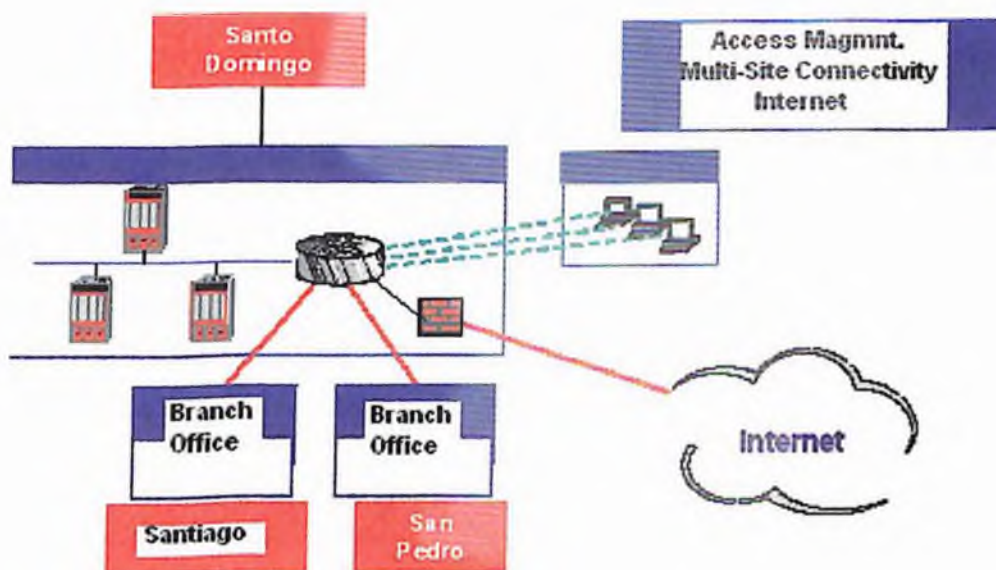 Santo
Domingo
Access Magmnt.
Multi-Site Connectivity
Internet
Branch
Office
Branch
Office
Internet
Santiago
San
Pedro